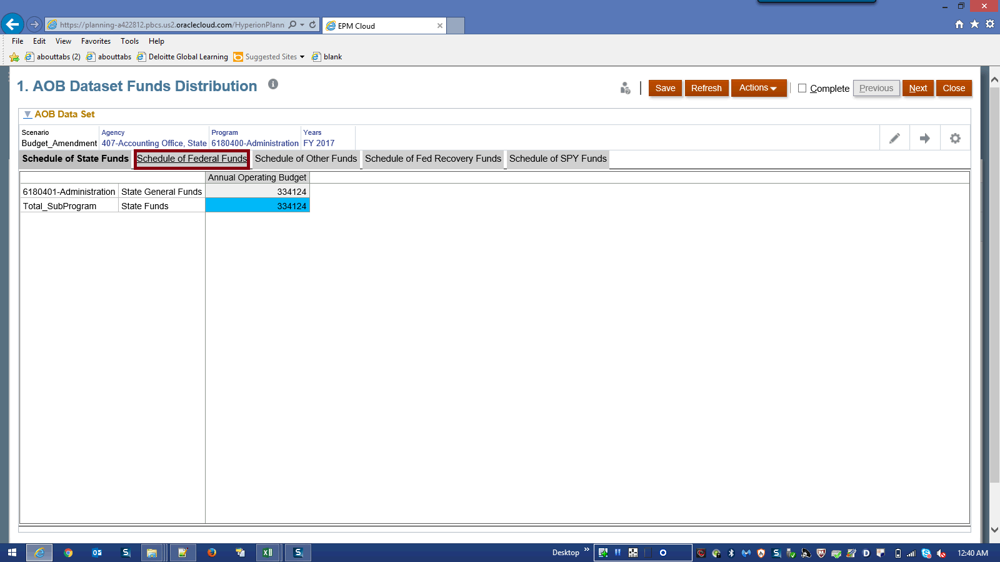 https://planning-a422812.pbcs.us2.oraclecloud.com/HyperionPlann
EPM Cloud
File Edit View Favorites Tools Help
abouttabs (2) abouttabs Deloitte Global Learning Suggested Sites blank
1. AOB Dataset Funds Distribution
Save Refresh Actions Complete Previous Next Close
AOB Data Set
Scenario Agency Program Years
Budget_Amendment 407-Accounting Office, State 6180400-Administration FY 2017
Schedule of State Funds Schedule of Federal Funds Schedule of Other Funds Schedule of Fed Recovery Funds Schedule of SPY Funds
Annual Operating Budget
6180401-Administration State General Funds 334124
Total_SubProgram State Funds 334124
Desktop 12:40 AM